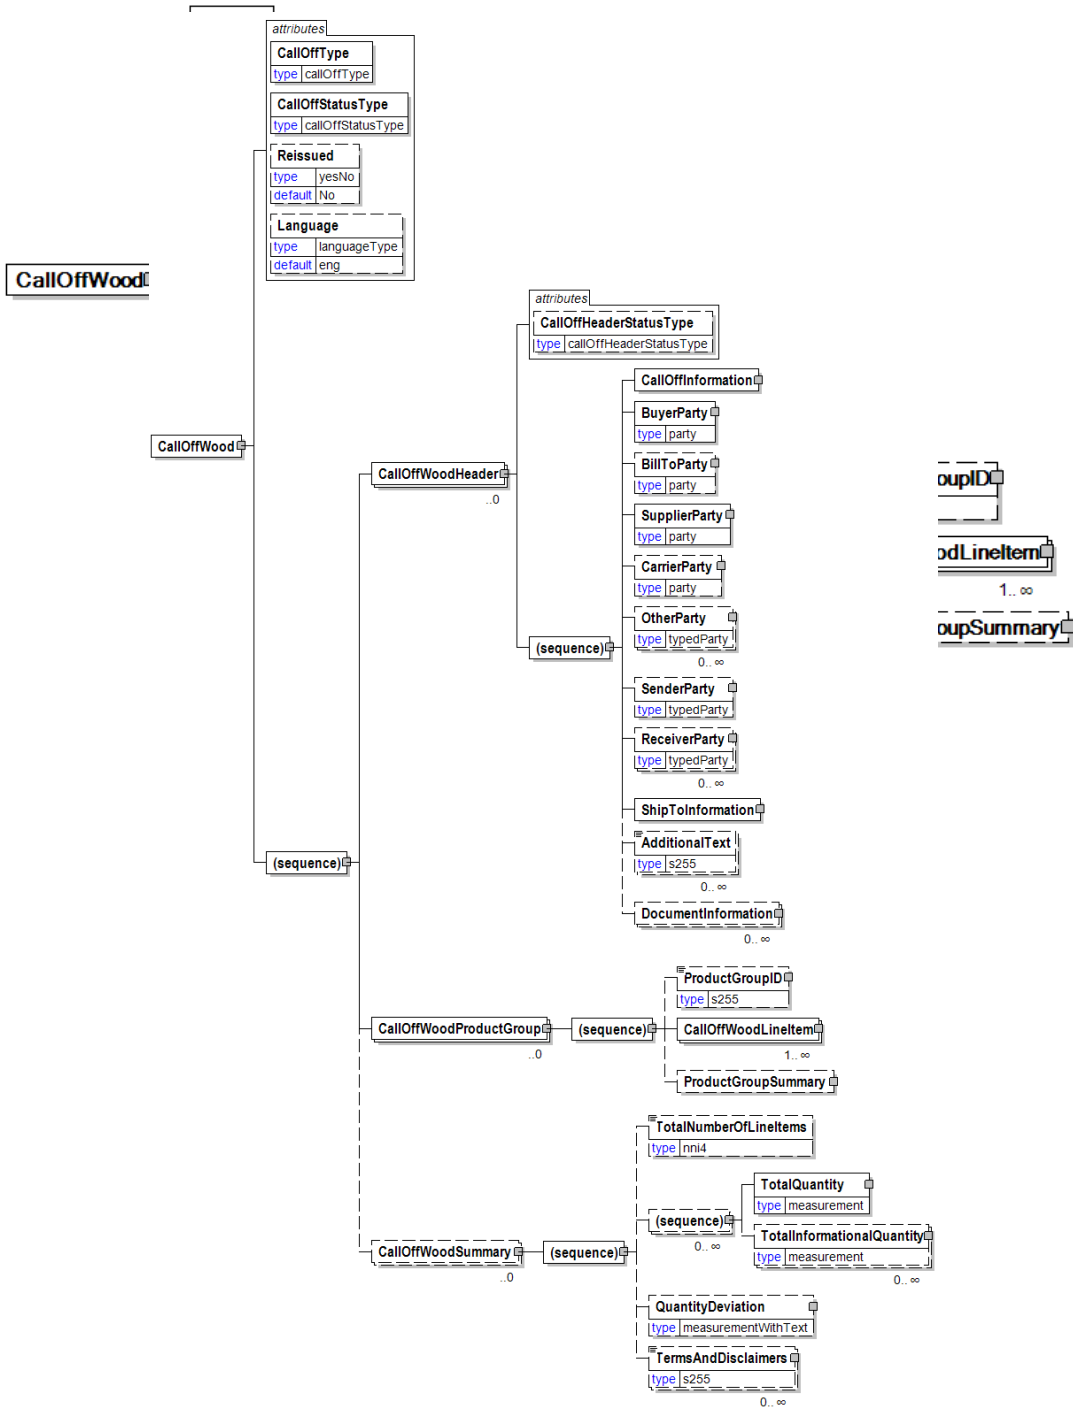 attributes
CallOffType
type callOffType
CallOffStatusType
type callOffStatusType
Reissued
type yesNo
default No
Language
type languageType
default eng
CallOffWood
attributes
CallOffHeaderStatusType
type callOffHeaderStatusType
CallOffInformation
BuyerParty
type party
CallOffWood
CallOffWoodHeader
..0
BillToParty
type party
SupplierParty
type party
CarrierParty
type party
OtherParty
type typedParty
0.. ∞
(sequence)
SenderParty
type typedParty
ReceiverParty
type typedParty
0.. ∞
ShipToInformation
AdditionalText
type s255
0.. ∞
DocumentInformation
0.. ∞
oupID
odLineItem
1.. ∞
oupSummary
(sequence)
ProductGroupID
type s255
CallOffWoodProductGroup
..0
(sequence)
CallOffWoodLineItem
1.. ∞
ProductGroupSummary
TotalNumberOfLineItems
type nni4
TotalQuantity
type measurement
(sequence)
0.. ∞
TotalInformationalQuantity
type measurement
0.. ∞
CallOffWoodSummary
..0
(sequence)
QuantityDeviation
type measurementWithText
TermsAndDisclaimers
type s255
0.. ∞